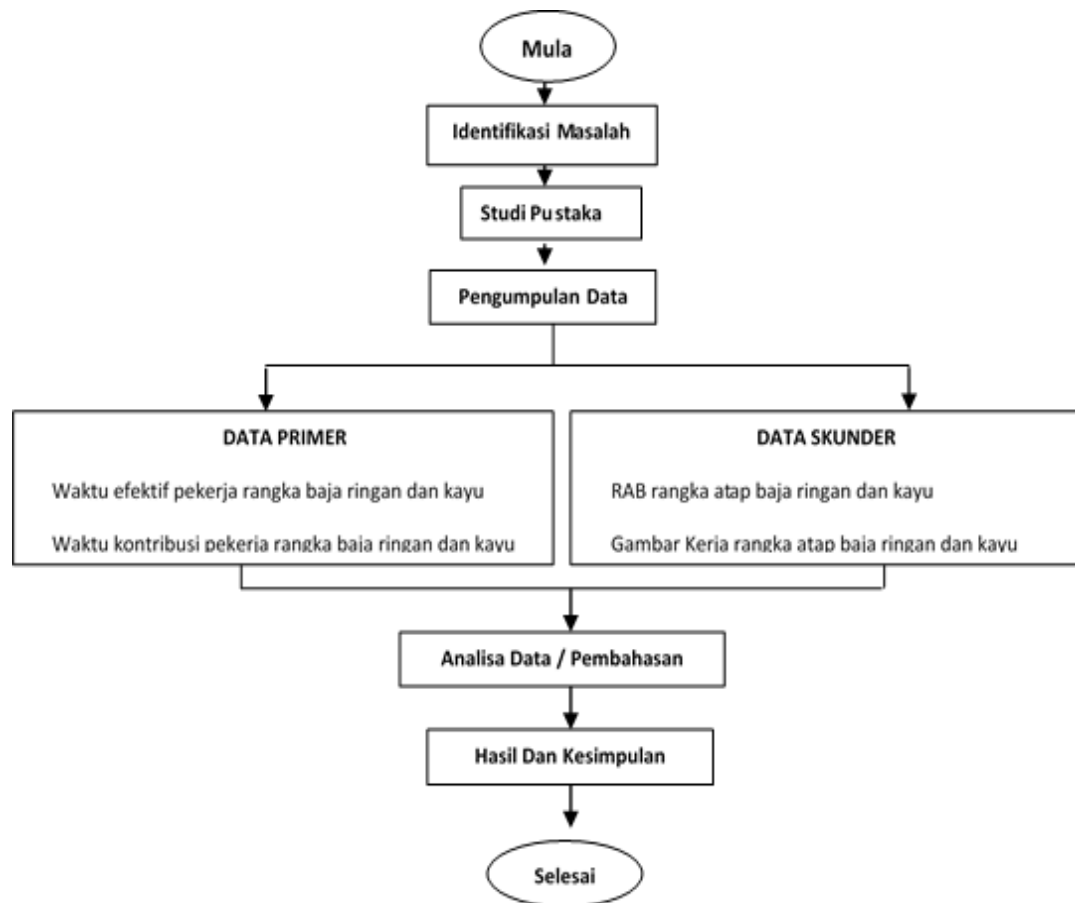 Mula
Identifikasi Masalah
Studi Pustaka
Pengumpulan Data
DATA PRIMER
Waktu efektif pekerja rangka baja ringan dan kayu
Waktu kontribusi pekerja rangka baja ringan dan kayu
DATA SKUNDER
RAB rangka atap baja ringan dan kayu
Gambar Kerja rangka atap baja ringan dan kayu
Analisa Data / Pembahasan
Hasil Dan Kesimpulan
Selesai